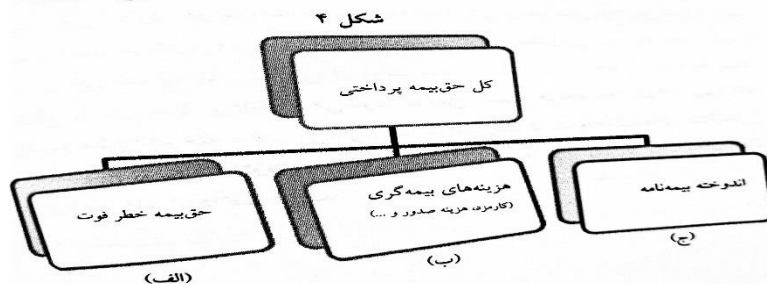 شکل ۴
کل حق‌بیمه پرداختی
اندوخته بیمه‌نامه
(ج)
هزینه‌های بیمه‌گری
(کارمزد، هزینه صدور و ...)
(ب)
حق‌بیمه خطر فوت
(الف)